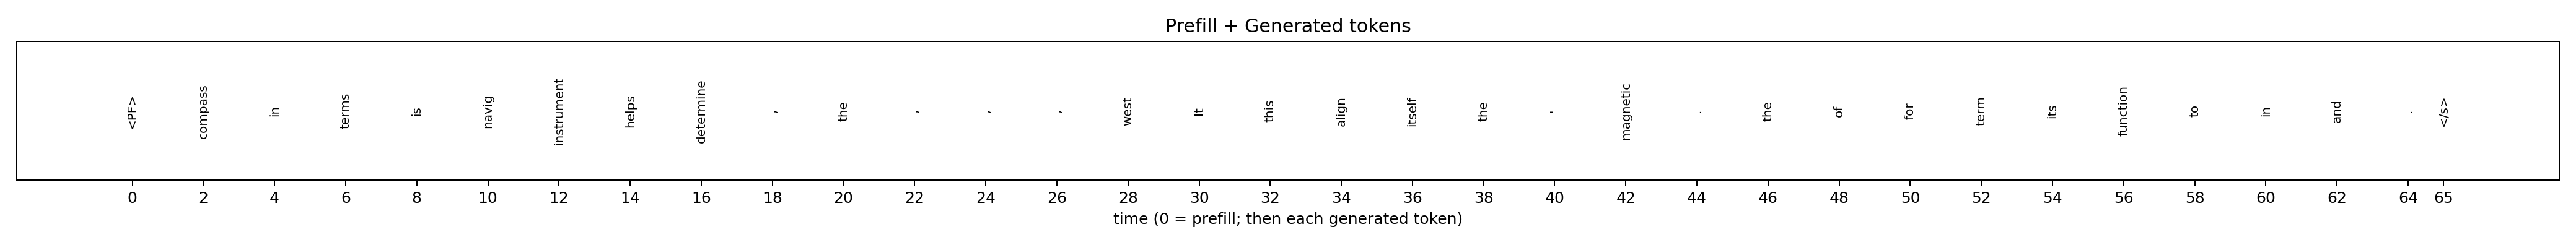 Prefill + Generated tokens
<PF> compass in terms is navig instrument helps determine , the , , , west It this align itself the ' magnetic . the of for term its function to in and . </s>
0 2 4 6 8 10 12 14 16 18 20 22 24 26 28 30 32 34 36 38 40 42 44 46 48 50 52 54 56 58 60 62 64 65
time (0 = prefill; then each generated token)